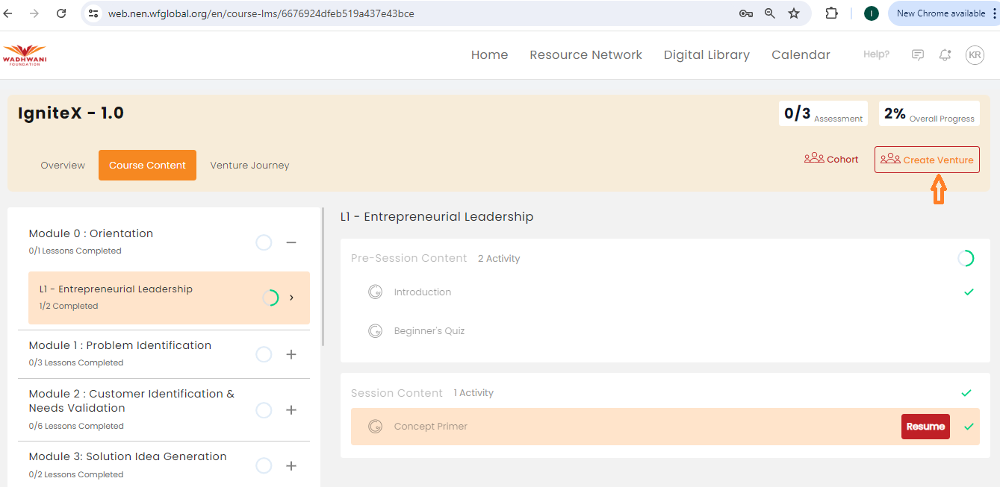 web.nen.wfglobal.org/en/course-lms/6676924dfeb519a437e43bce
I
New Chrome available
WADHWANI
FOUNDATION
Home Resource Network Digital Library Calendar Help? KR
IgniteX - 1.0
0/3 Assessment
2% Overall Progress
Overview Course Content Venture Journey
Cohort
Create Venture
Module 0 : Orientation
0/1 Lessons Completed
L1 - Entrepreneurial Leadership
1/2 Completed
Module 1 : Problem Identification
0/3 Lessons Completed
Module 2 : Customer Identification &
Needs Validation
0/6 Lessons Completed
Module 3: Solution Idea Generation
0/2 Lessons Completed
L1 - Entrepreneurial Leadership
Pre-Session Content 2 Activity
Introduction
Beginner's Quiz
Session Content 1 Activity
Concept Primer
Resume